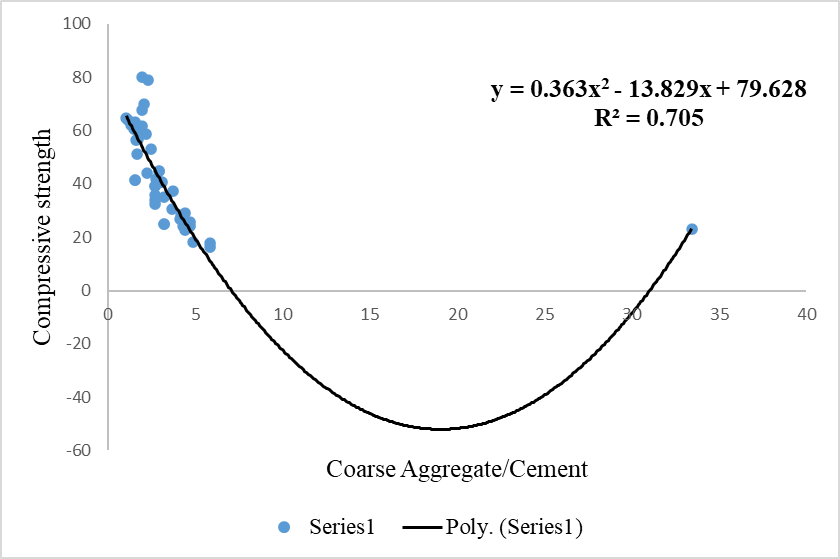 100
80
60
40
20
0
-20
-40
-60
0 5 10 15 20 25 30 35 40
y = 0.363x² - 13.829x + 79.628
R² = 0.705
Compressive strength
Coarse Aggregate/Cement
Series1 Poly. (Series1)